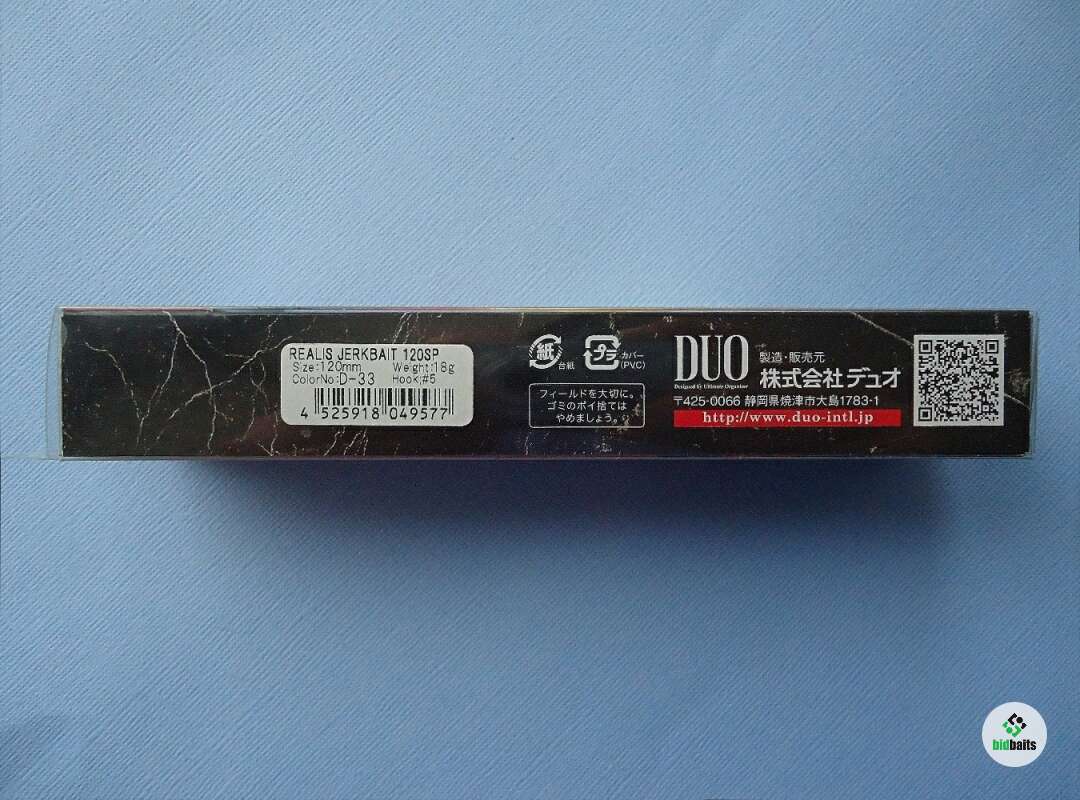 REALIS JERKBAIT 120SP
Size:120mm Weight:18g
ColorNo:D-33 Hook:#5
4 525918 049577
紙
台紙
プラ
カバー
(PVC)
フィールドを大切に。
ゴミのポイ捨ては
やめましょう。
DUO
Designed by Ultimate Organizer
製造・販売元
株式会社デュオ
〒425-0066 静岡県焼津市大島1783-1
http://www.duo-intl.jp
bidbaits